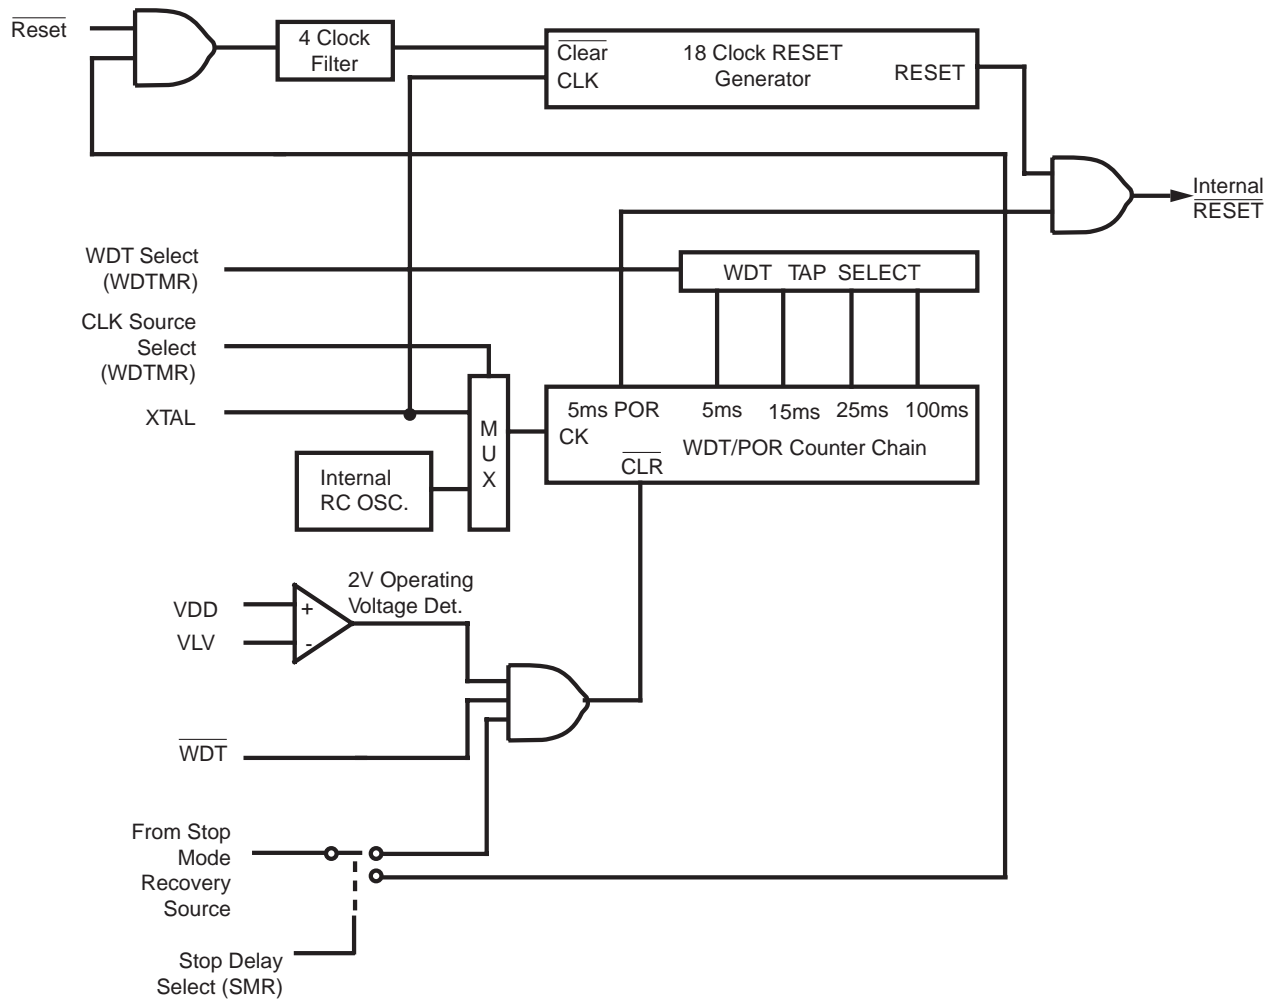 Reset
4 Clock
Filter
Clear
CLK
18 Clock RESET
Generator
RESET
Internal
RESET
WDT Select
(WDTMR)
WDT TAP SELECT
CLK Source
Select
(WDTMR)
XTAL
MUX
5ms POR
5ms
15ms
25ms
100ms
CK
WDT/POR Counter Chain
CLR
Internal
RC OSC.
2V Operating
Voltage Det.
VDD
+
VLV
-
WDT
From Stop
Mode
Recovery
Source
Stop Delay
Select (SMR)